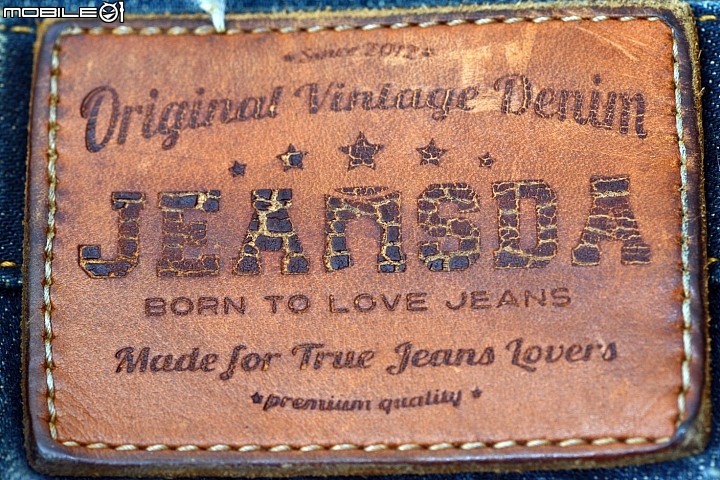 MOBILE01
★Since 2012★
Original Vintage Denim
★★★★★
JEANSDA
BORN TO LOVE JEANS
Made for True Jeans Lovers
★premium quality★